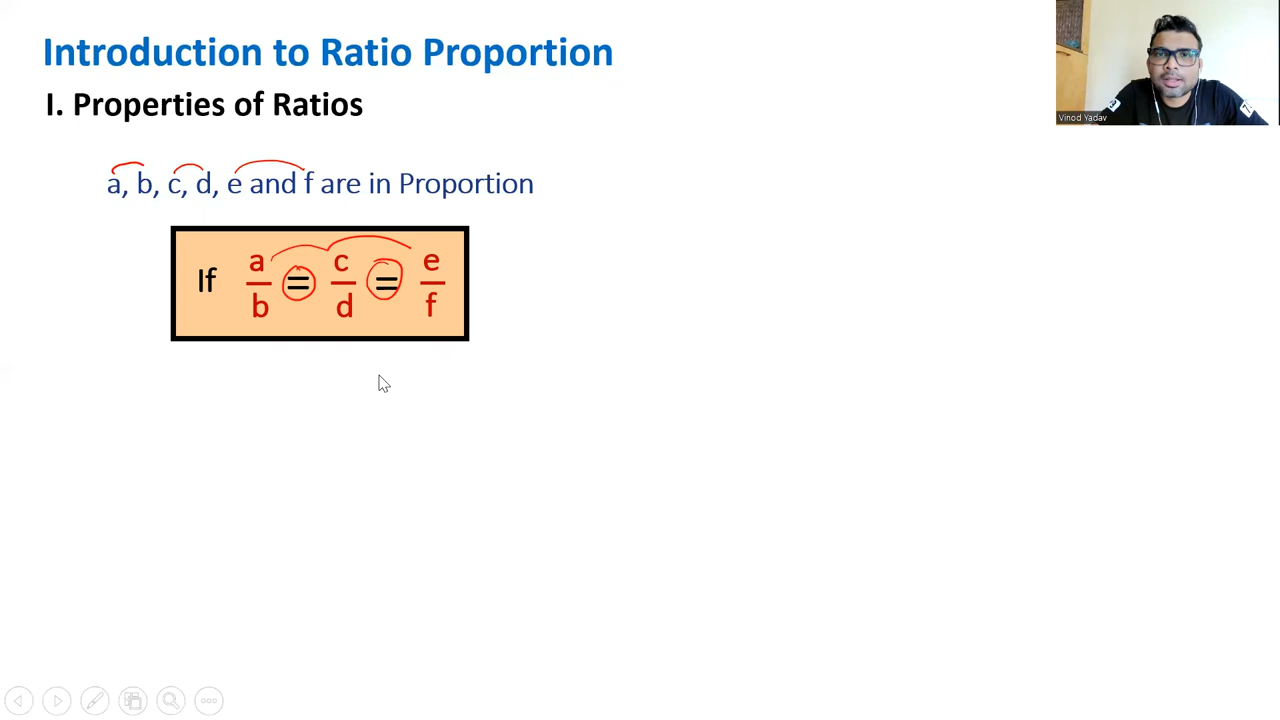 Introduction to Ratio Proportion
I. Properties of Ratios
a, b, c, d, e and f are in Proportion
If a/b = c/d = e/f
Vinod Yadav